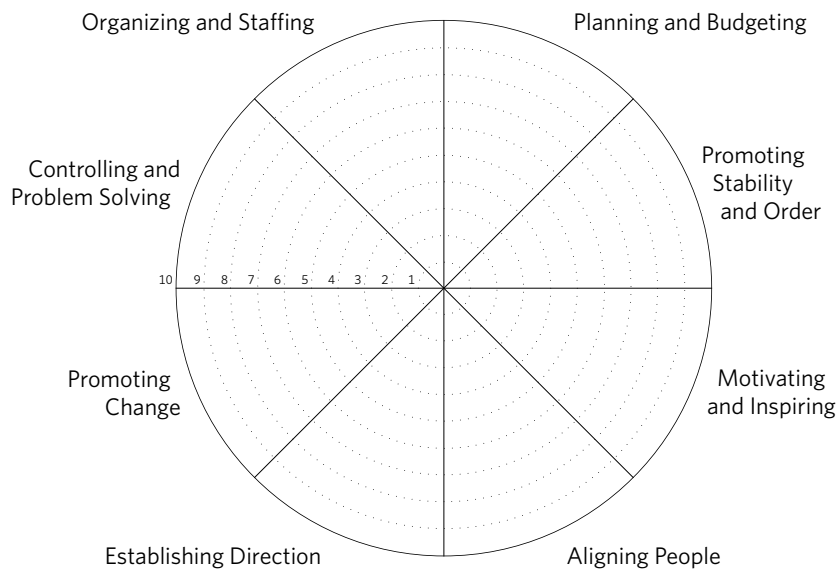 Organizing and Staffing
Planning and Budgeting
Controlling and
Problem Solving
Promoting
Stability
and Order
10 9 8 7 6 5 4 3 2 1
Promoting
Change
Motivating
and Inspiring
Establishing Direction
Aligning People